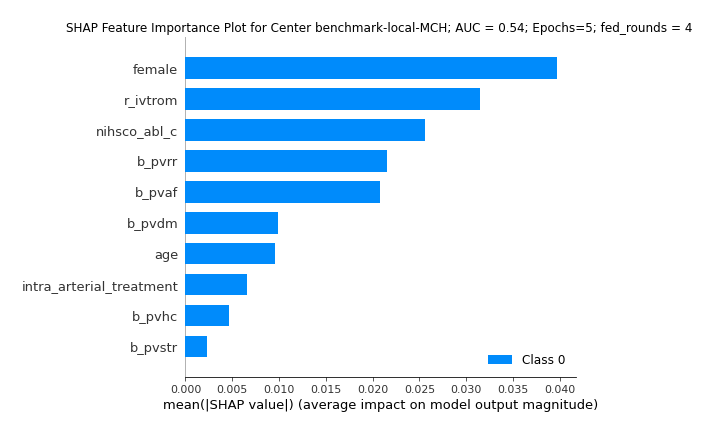 SHAP Feature Importance Plot for Center benchmark-local-MCH; AUC = 0.54; Epochs=5; fed_rounds = 4
female
r_ivtrom
nihsco_abl_c
b_pvrr
b_pvaf
b_pvdm
age
intra_arterial_treatment
b_pvhc
b_pvstr
Class 0
0.000 0.005 0.010 0.015 0.020 0.025 0.030 0.035 0.040
mean(|SHAP value|) (average impact on model output magnitude)